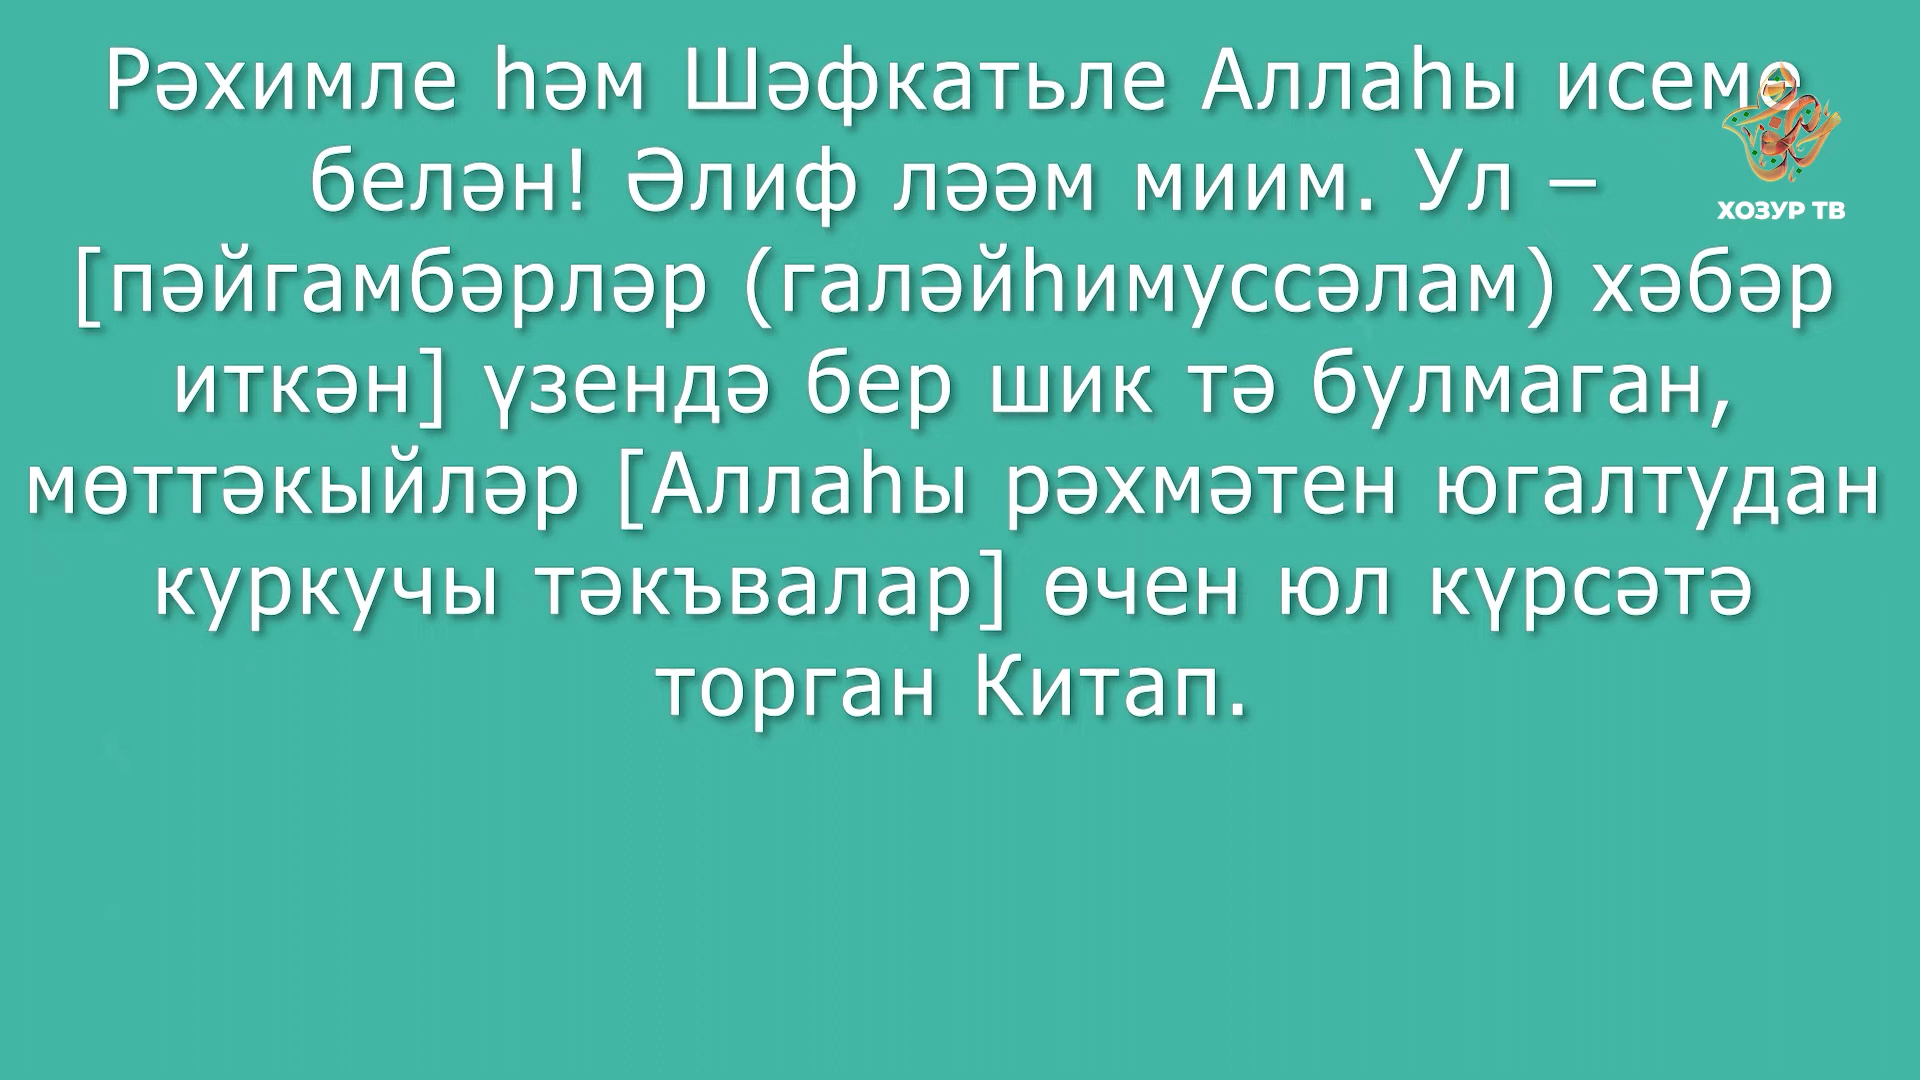 Рәхимле һәм Шәфкатьле Аллаһы исеме
белән! Әлиф ләәм миим. Ул –
[пәйгамбәрләр (галәйһимуссәлам) хәбәр
иткән] үзендә бер шик тә булмаган,
мөттәкыйләр [Аллаһы рәхмәтен югалтудан
куркучы тәкъвалар] өчен юл күрсәтә
торган Китап.
ХОЗУР ТВ